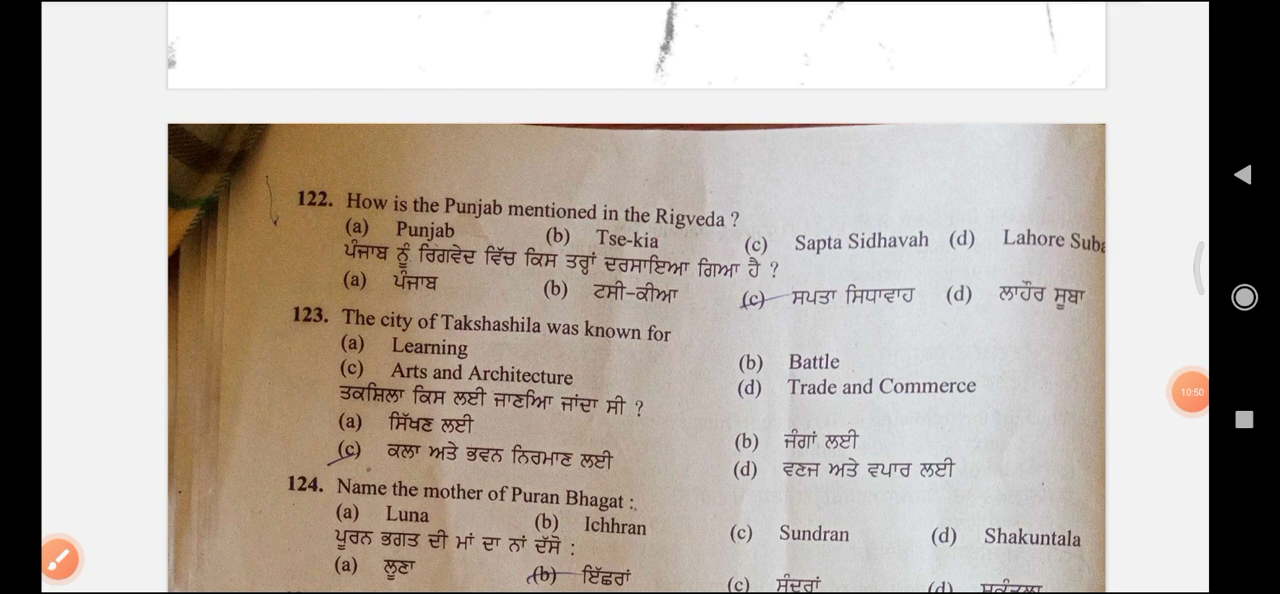 122. How is the Punjab mentioned in the Rigveda ?
(a) Punjab (b) Tse-kia (c) Sapta Sidhavah (d) Lahore Suba
ਪੰਜਾਬ ਨੂੰ ਰਿਗਵੇਦ ਵਿੱਚ ਕਿਸ ਤਰ੍ਹਾਂ ਦਰਸਾਇਆ ਗਿਆ ਹੈ ?
(a) ਪੰਜਾਬ (b) ਟਸੀ-ਕੀਆ (c) ਸਪਤਾ ਸਿਧਾਵਾਹ (d) ਲਾਹੌਰ ਸੂਬਾ
123. The city of Takshashila was known for
(a) Learning (b) Battle
(c) Arts and Architecture (d) Trade and Commerce
ਤਕਸ਼ਿਲਾ ਕਿਸ ਲਈ ਜਾਣਆਿ ਜਾਂਦਾ ਸੀ ?
(a) ਸਿੱਖਣ ਲਈ (b) ਜੰਗਾਂ ਲਈ
(c) ਕਲਾ ਅਤੇ ਭਵਨ ਨਿਰਮਾਣ ਲਈ (d) ਵਣਜ ਅਤੇ ਵਪਾਰ ਲਈ
124. Name the mother of Puran Bhagat :
(a) Luna (b) Ichhran (c) Sundran (d) Shakuntala
ਪੂਰਨ ਭਗਤ ਦੀ ਮਾਂ ਦਾ ਨਾਂ ਦੱਸੋ :
(a) ਲੂਣਾ (b) ਇੱਛਰਾਂ (c) ਸੁੰਦਰਾਂ (d)
10:50